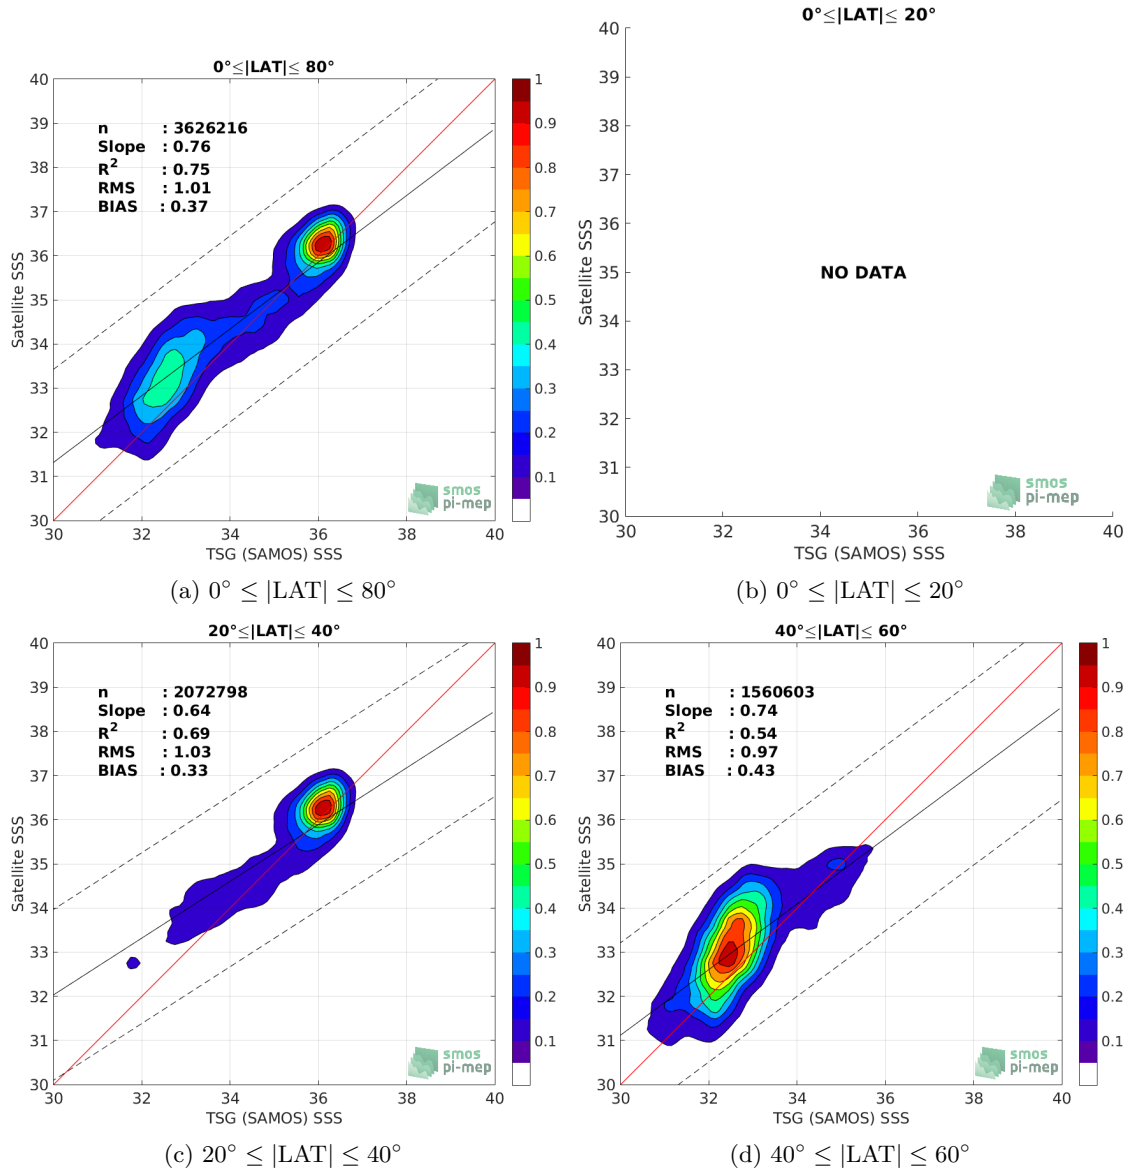 0°≤|LAT|≤ 80°
n : 3626216
Slope : 0.76
R² : 0.75
RMS : 1.01
BIAS : 0.37
40
39
38
37
36
35
34
33
32
31
30
Satellite SSS
30 32 34 36 38 40
TSG (SAMOS) SSS
1
0.9
0.8
0.7
0.6
0.5
0.4
0.3
0.2
0.1
smos
pi-mep
(a) 0° ≤ |LAT| ≤ 80°
0°≤|LAT|≤ 20°
NO DATA
40
39
38
37
36
35
34
33
32
31
30
Satellite SSS
30 32 34 36 38 40
TSG (SAMOS) SSS
smos
pi-mep
(b) 0° ≤ |LAT| ≤ 20°
20°≤|LAT|≤ 40°
n : 2072798
Slope : 0.64
R² : 0.69
RMS : 1.03
BIAS : 0.33
40
39
38
37
36
35
34
33
32
31
30
Satellite SSS
30 32 34 36 38 40
TSG (SAMOS) SSS
1
0.9
0.8
0.7
0.6
0.5
0.4
0.3
0.2
0.1
smos
pi-mep
(c) 20° ≤ |LAT| ≤ 40°
40°≤|LAT|≤ 60°
n : 1560603
Slope : 0.74
R² : 0.54
RMS : 0.97
BIAS : 0.43
40
39
38
37
36
35
34
33
32
31
30
Satellite SSS
30 32 34 36 38 40
TSG (SAMOS) SSS
1
0.9
0.8
0.7
0.6
0.5
0.4
0.3
0.2
0.1
smos
pi-mep
(d) 40° ≤ |LAT| ≤ 60°